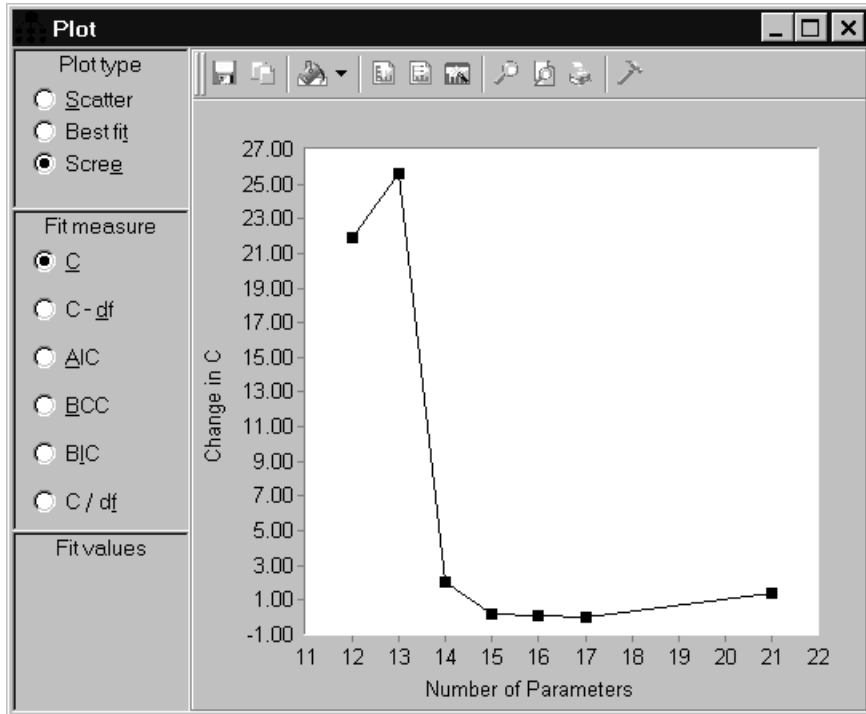 Plot
Plot type
Scatter
Best fit
Scree
Fit measure
C
C - df
AIC
BCC
BIC
C / df
Fit values
27.00
25.00
23.00
21.00
19.00
17.00
15.00
13.00
11.00
9.00
7.00
5.00
3.00
1.00
-1.00
Change in C
11 12 13 14 15 16 17 18 19 20 21 22
Number of Parameters